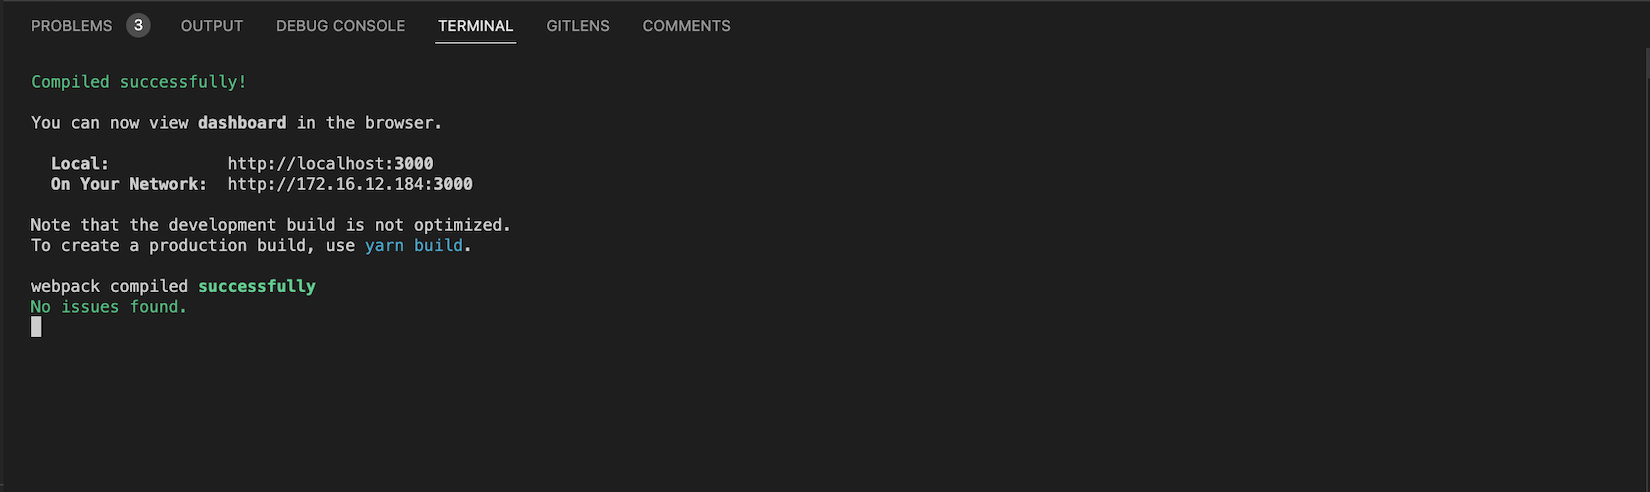 PROBLEMS 3 OUTPUT DEBUG CONSOLE TERMINAL GITLENS COMMENTS
Compiled successfully!
You can now view dashboard in the browser.
Local: http://localhost:3000
On Your Network: http://172.16.12.184:3000
Note that the development build is not optimized.
To create a production build, use yarn build.
webpack compiled successfully
No issues found.